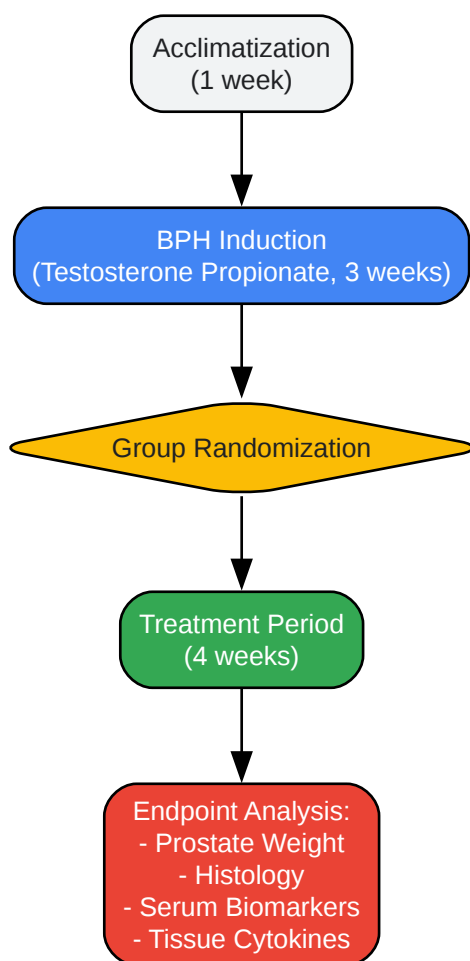 Acclimatization
(1 week)
BPH Induction
(Testosterone Propionate, 3 weeks)
Group Randomization
Treatment Period
(4 weeks)
Endpoint Analysis:
- Prostate Weight
- Histology
- Serum Biomarkers
- Tissue Cytokines